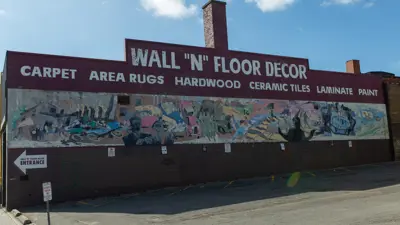 WALL "N" FLOOR DECOR
CARPET AREA RUGS HARDWOOD CERAMIC TILES LAMINATE PAINT
ENTRANCE